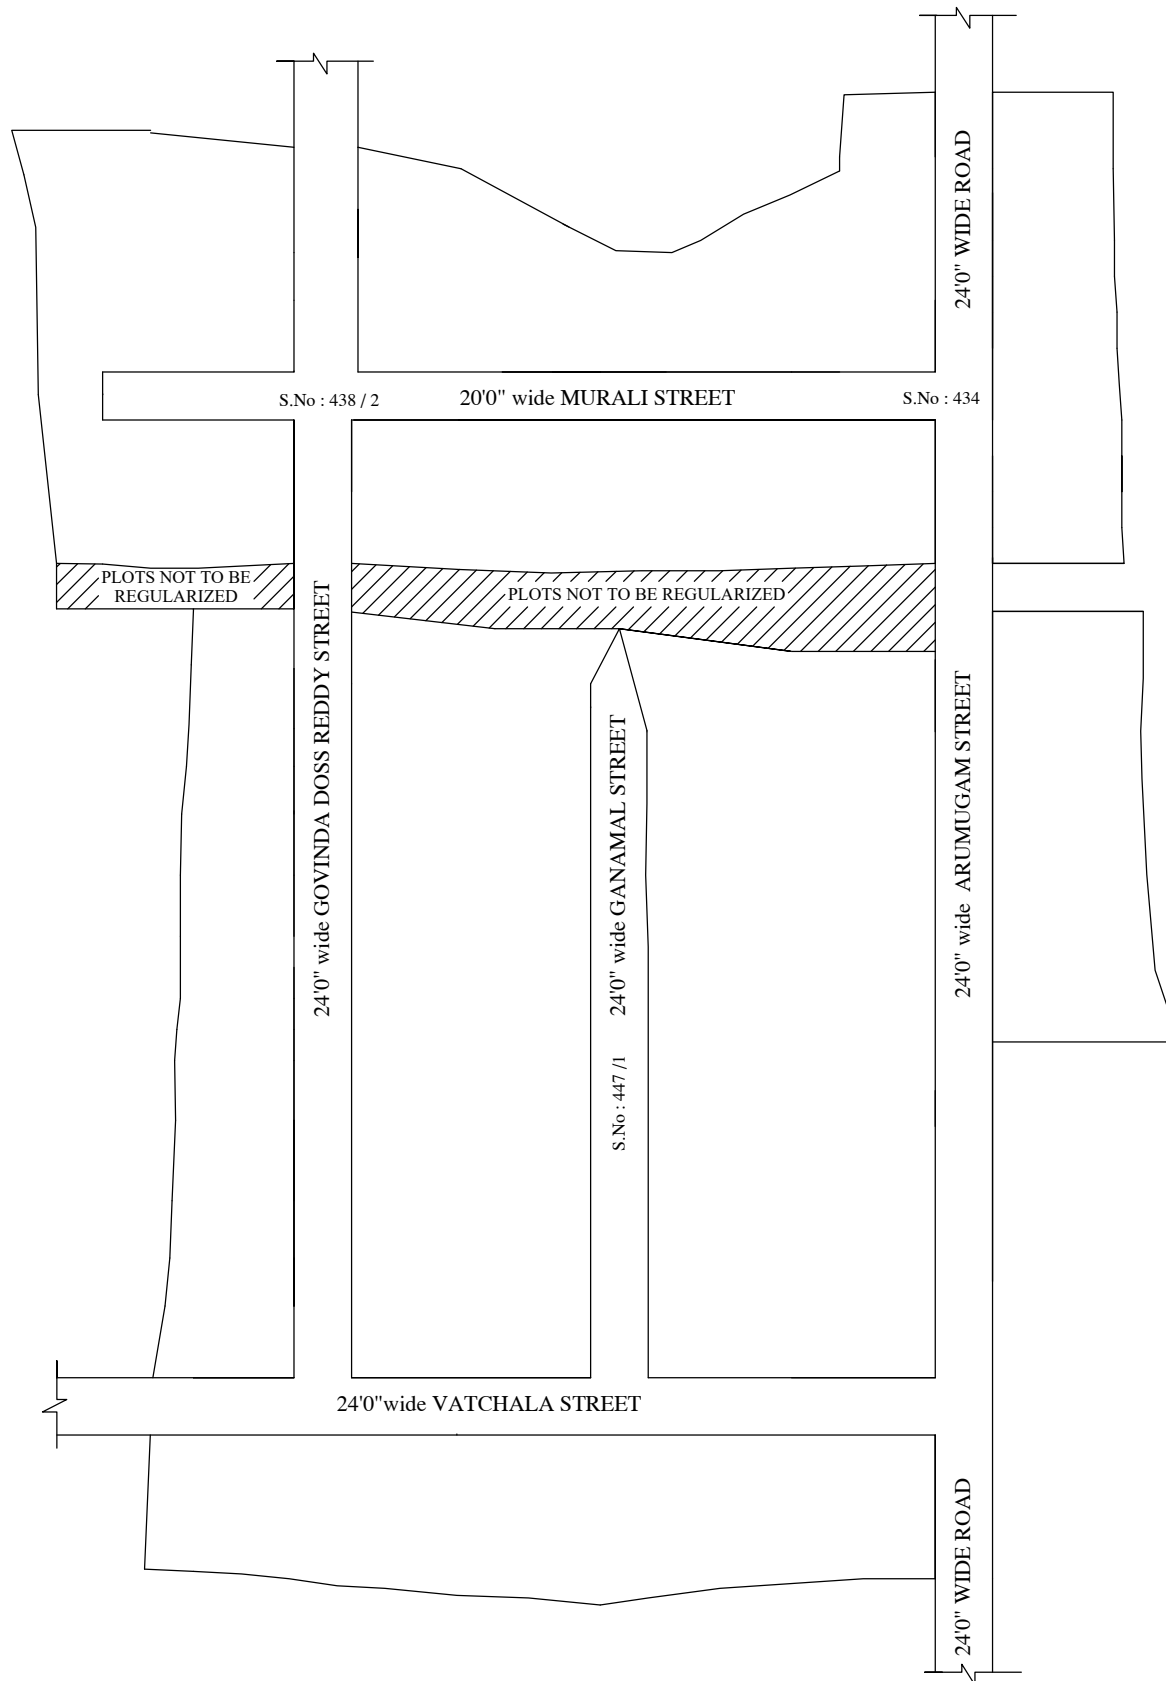 24'0" WIDE ROAD
S.No : 438 / 2
20'0" wide MURALI STREET
S.No : 434
PLOTS NOT TO BE
REGULARIZED
PLOTS NOT TO BE REGULARIZED
24'0" wide GOVINDA DOSS REDDY STREET
24'0" wide GANAMAL STREET
S.No : 447 /1
24'0" wide ARUMUGAM STREET
24'0"wide VATCHALA STREET
24'0" WIDE ROAD